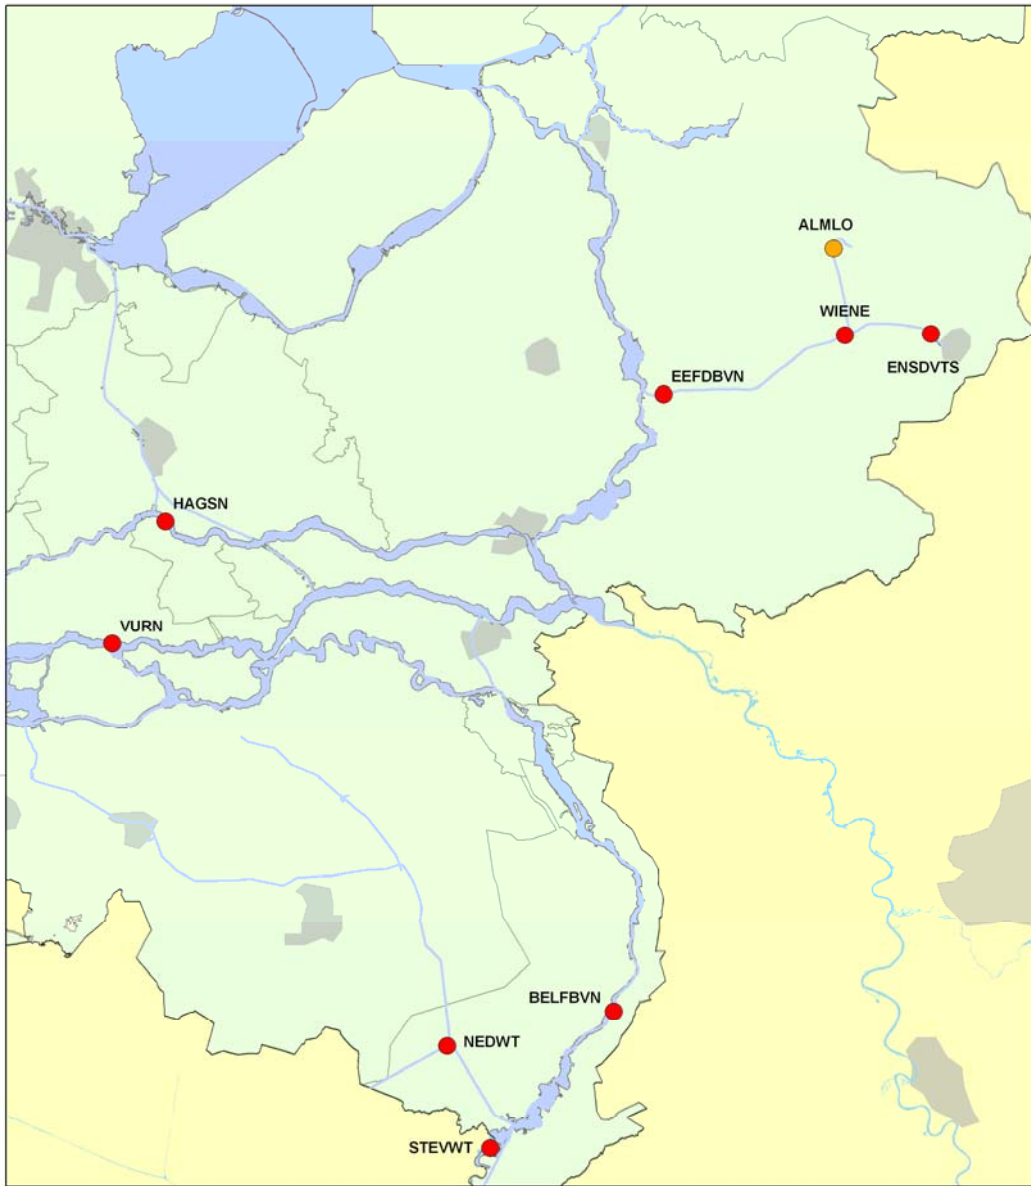 ALMLO
WIENE
ENSDVTS
EEFDBVN
HAGSN
VURN
BELFBVN
NEDWT
STEVWT